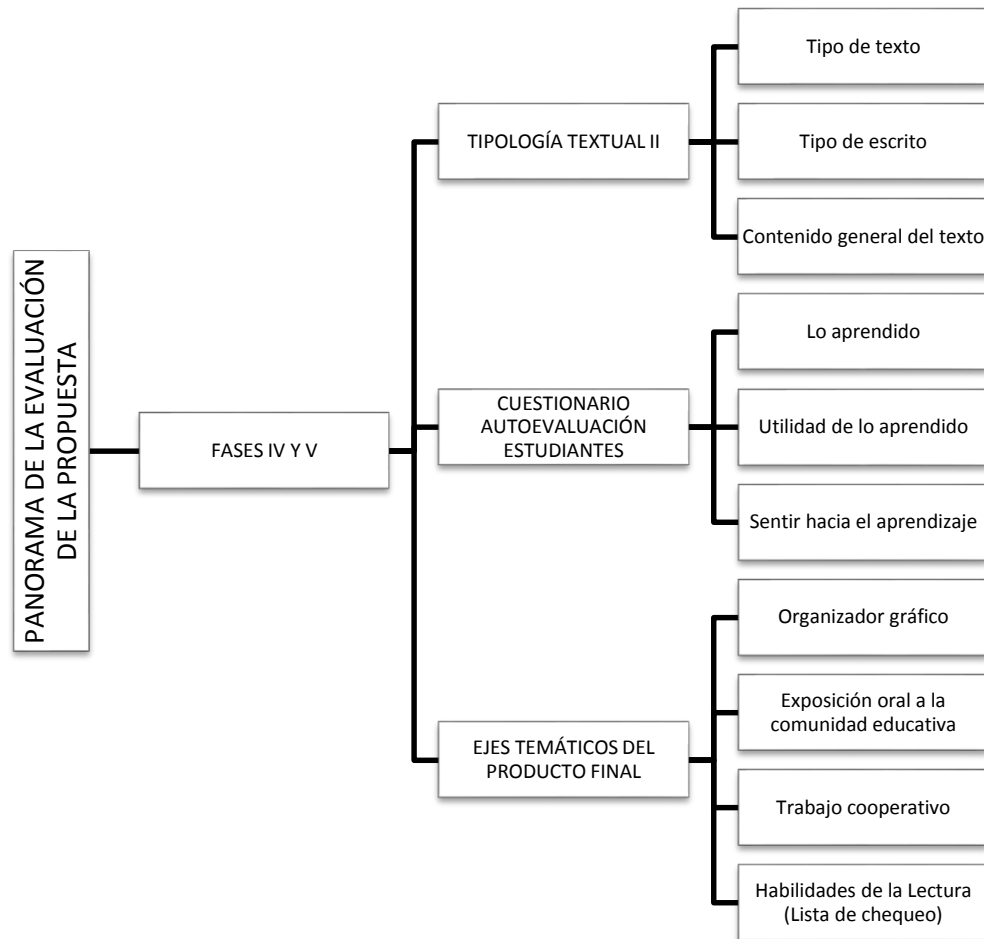 PANORAMA DE LA EVALUACIÓN
DE LA PROPUESTA
FASES IV Y V
TIPOLOGÍA TEXTUAL II
Tipo de texto
Tipo de escrito
Contenido general del texto
CUESTIONARIO
AUTOEVALUACIÓN
ESTUDIANTES
Lo aprendido
Utilidad de lo aprendido
Sentir hacia el aprendizaje
EJES TEMÁTICOS DEL
PRODUCTO FINAL
Organizador gráfico
Exposición oral a la
comunidad educativa
Trabajo cooperativo
Habilidades de la Lectura
(Lista de chequeo)